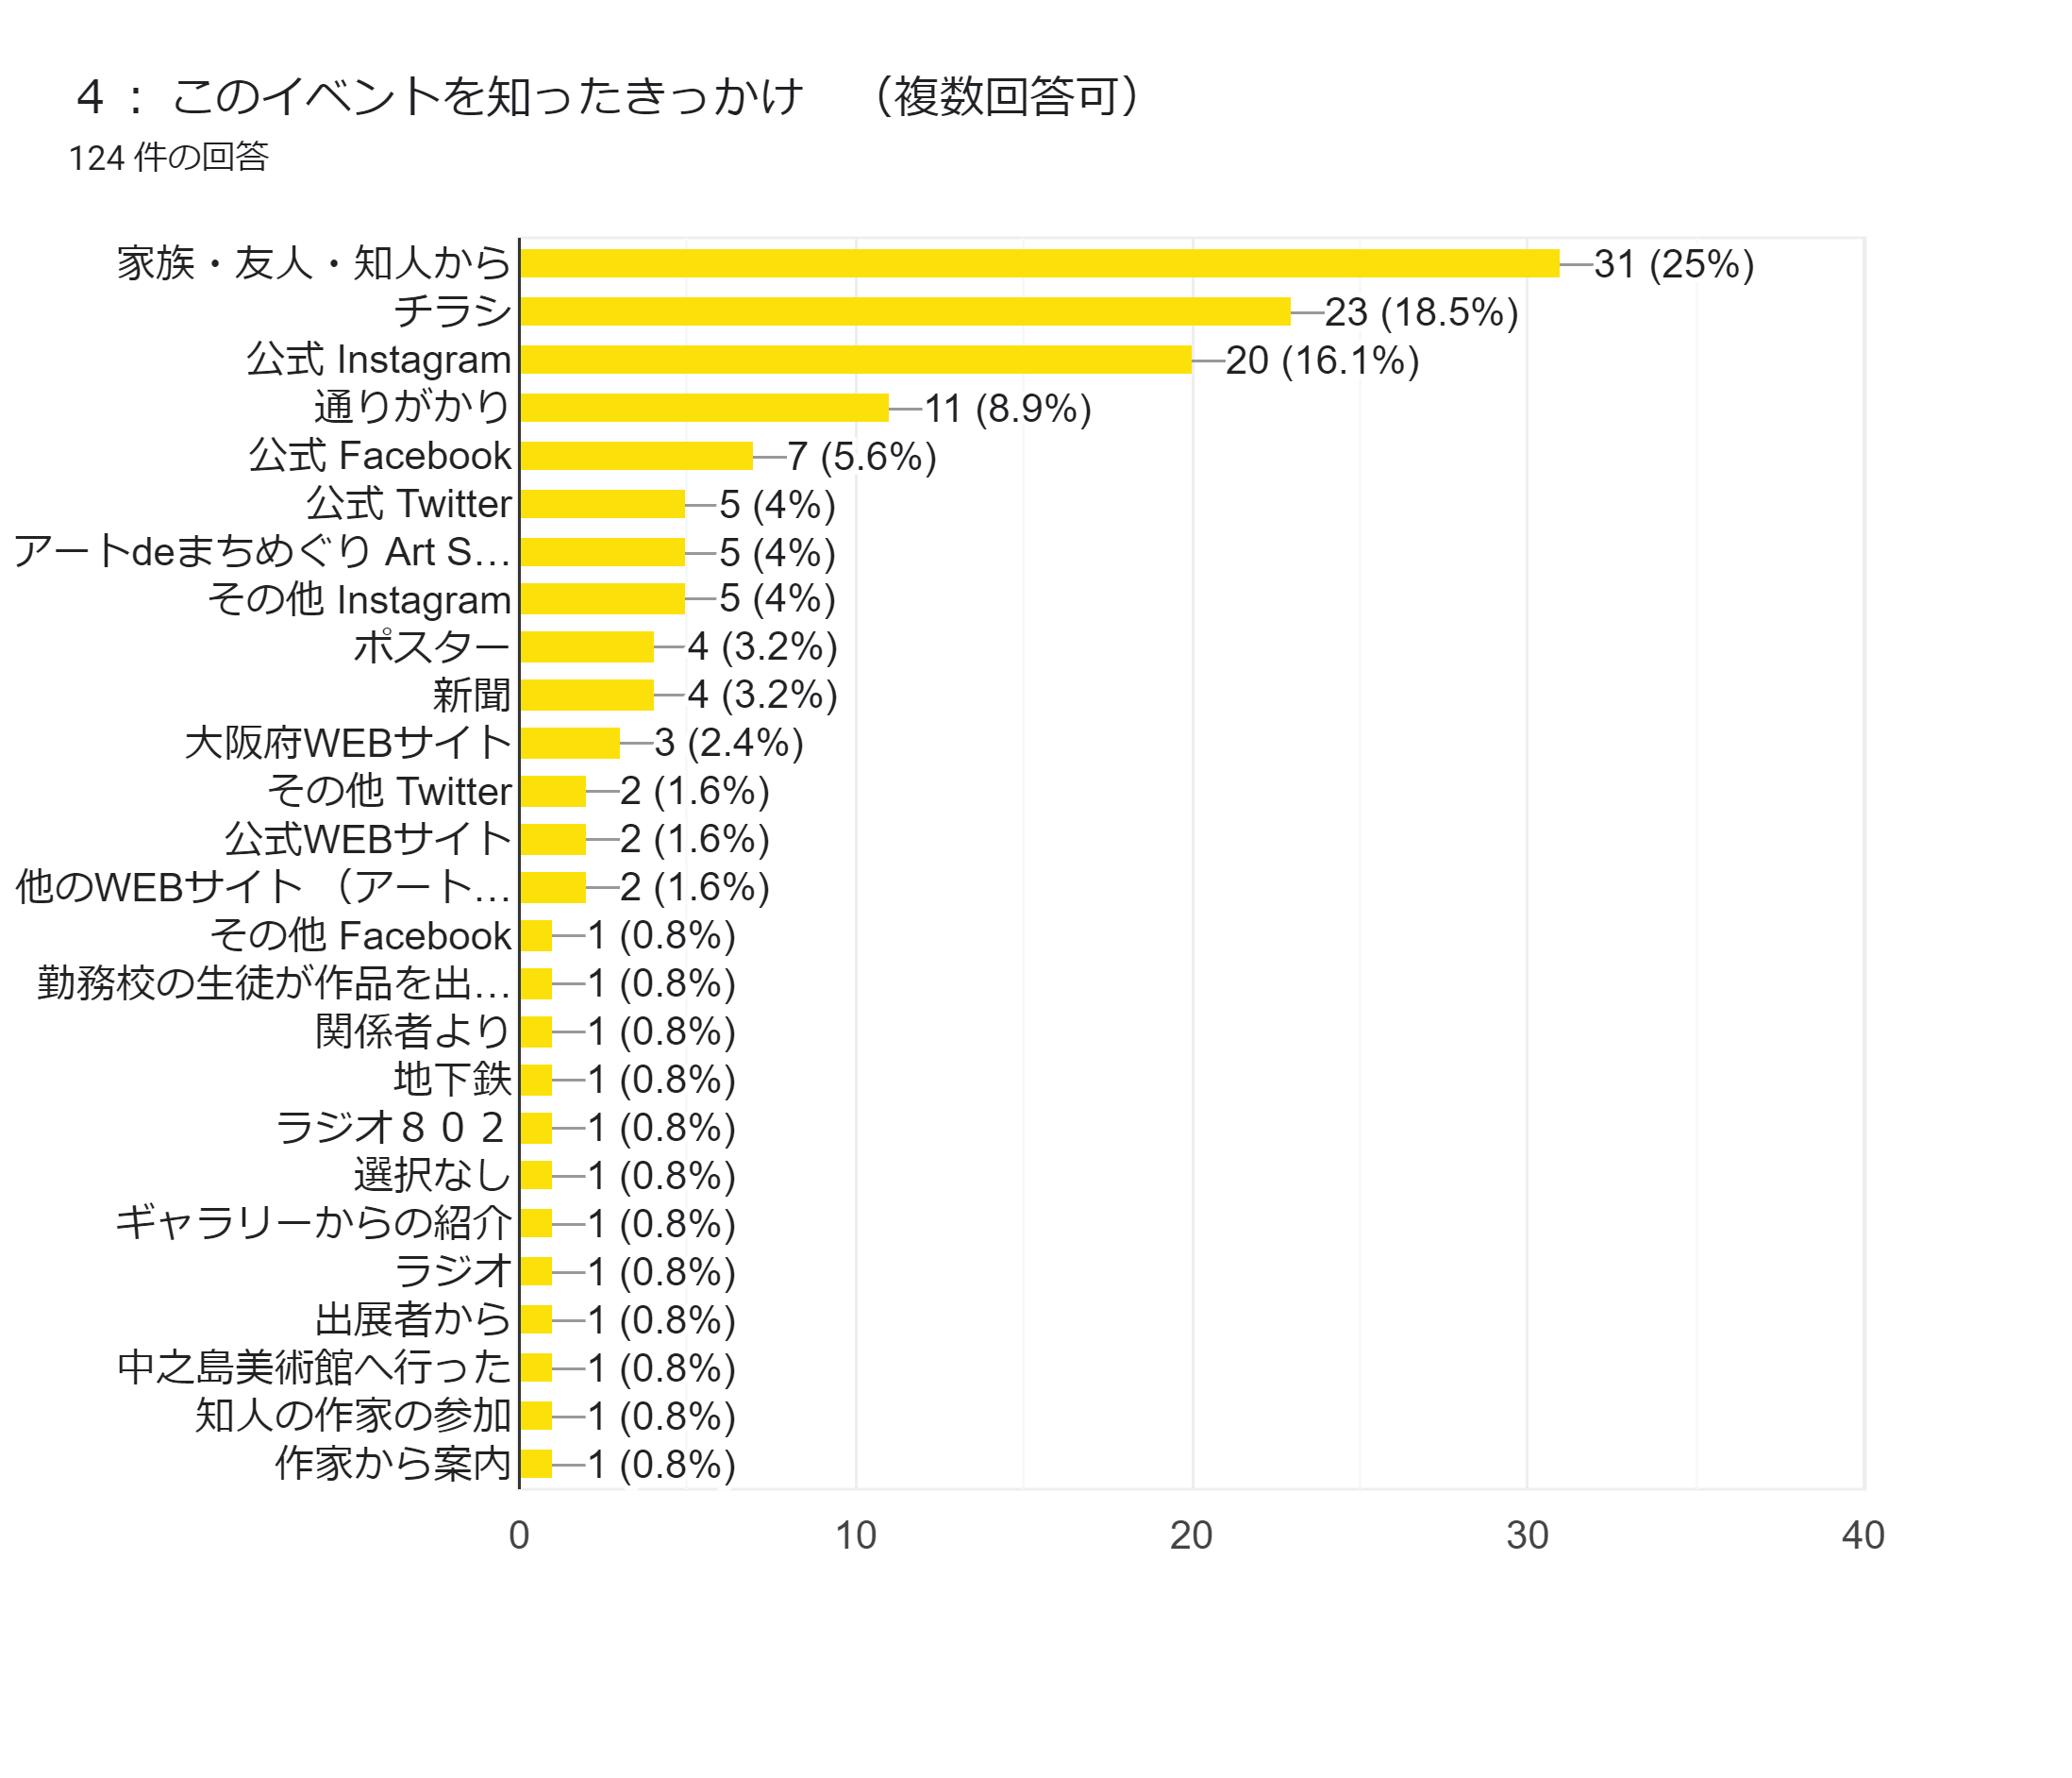 ４： このイベントを知ったきっかけ　（複数回答可）
124 件の回答
家族・友人・知人から 31 (25%)
チラシ 23 (18.5%)
公式 Instagram 20 (16.1%)
通りがかり 11 (8.9%)
公式 Facebook 7 (5.6%)
公式 Twitter 5 (4%)
アートdeまちめぐり Art S… 5 (4%)
その他 Instagram 5 (4%)
ポスター 4 (3.2%)
新聞 4 (3.2%)
大阪府WEBサイト 3 (2.4%)
その他 Twitter 2 (1.6%)
公式WEBサイト 2 (1.6%)
他のWEBサイト （アート… 2 (1.6%)
その他 Facebook 1 (0.8%)
勤務校の生徒が作品を出… 1 (0.8%)
関係者より 1 (0.8%)
地下鉄 1 (0.8%)
ラジオ８０２ 1 (0.8%)
選択なし 1 (0.8%)
ギャラリーからの紹介 1 (0.8%)
ラジオ 1 (0.8%)
出展者から 1 (0.8%)
中之島美術館へ行った 1 (0.8%)
知人の作家の参加 1 (0.8%)
作家から案内 1 (0.8%)
0 10 20 30 40